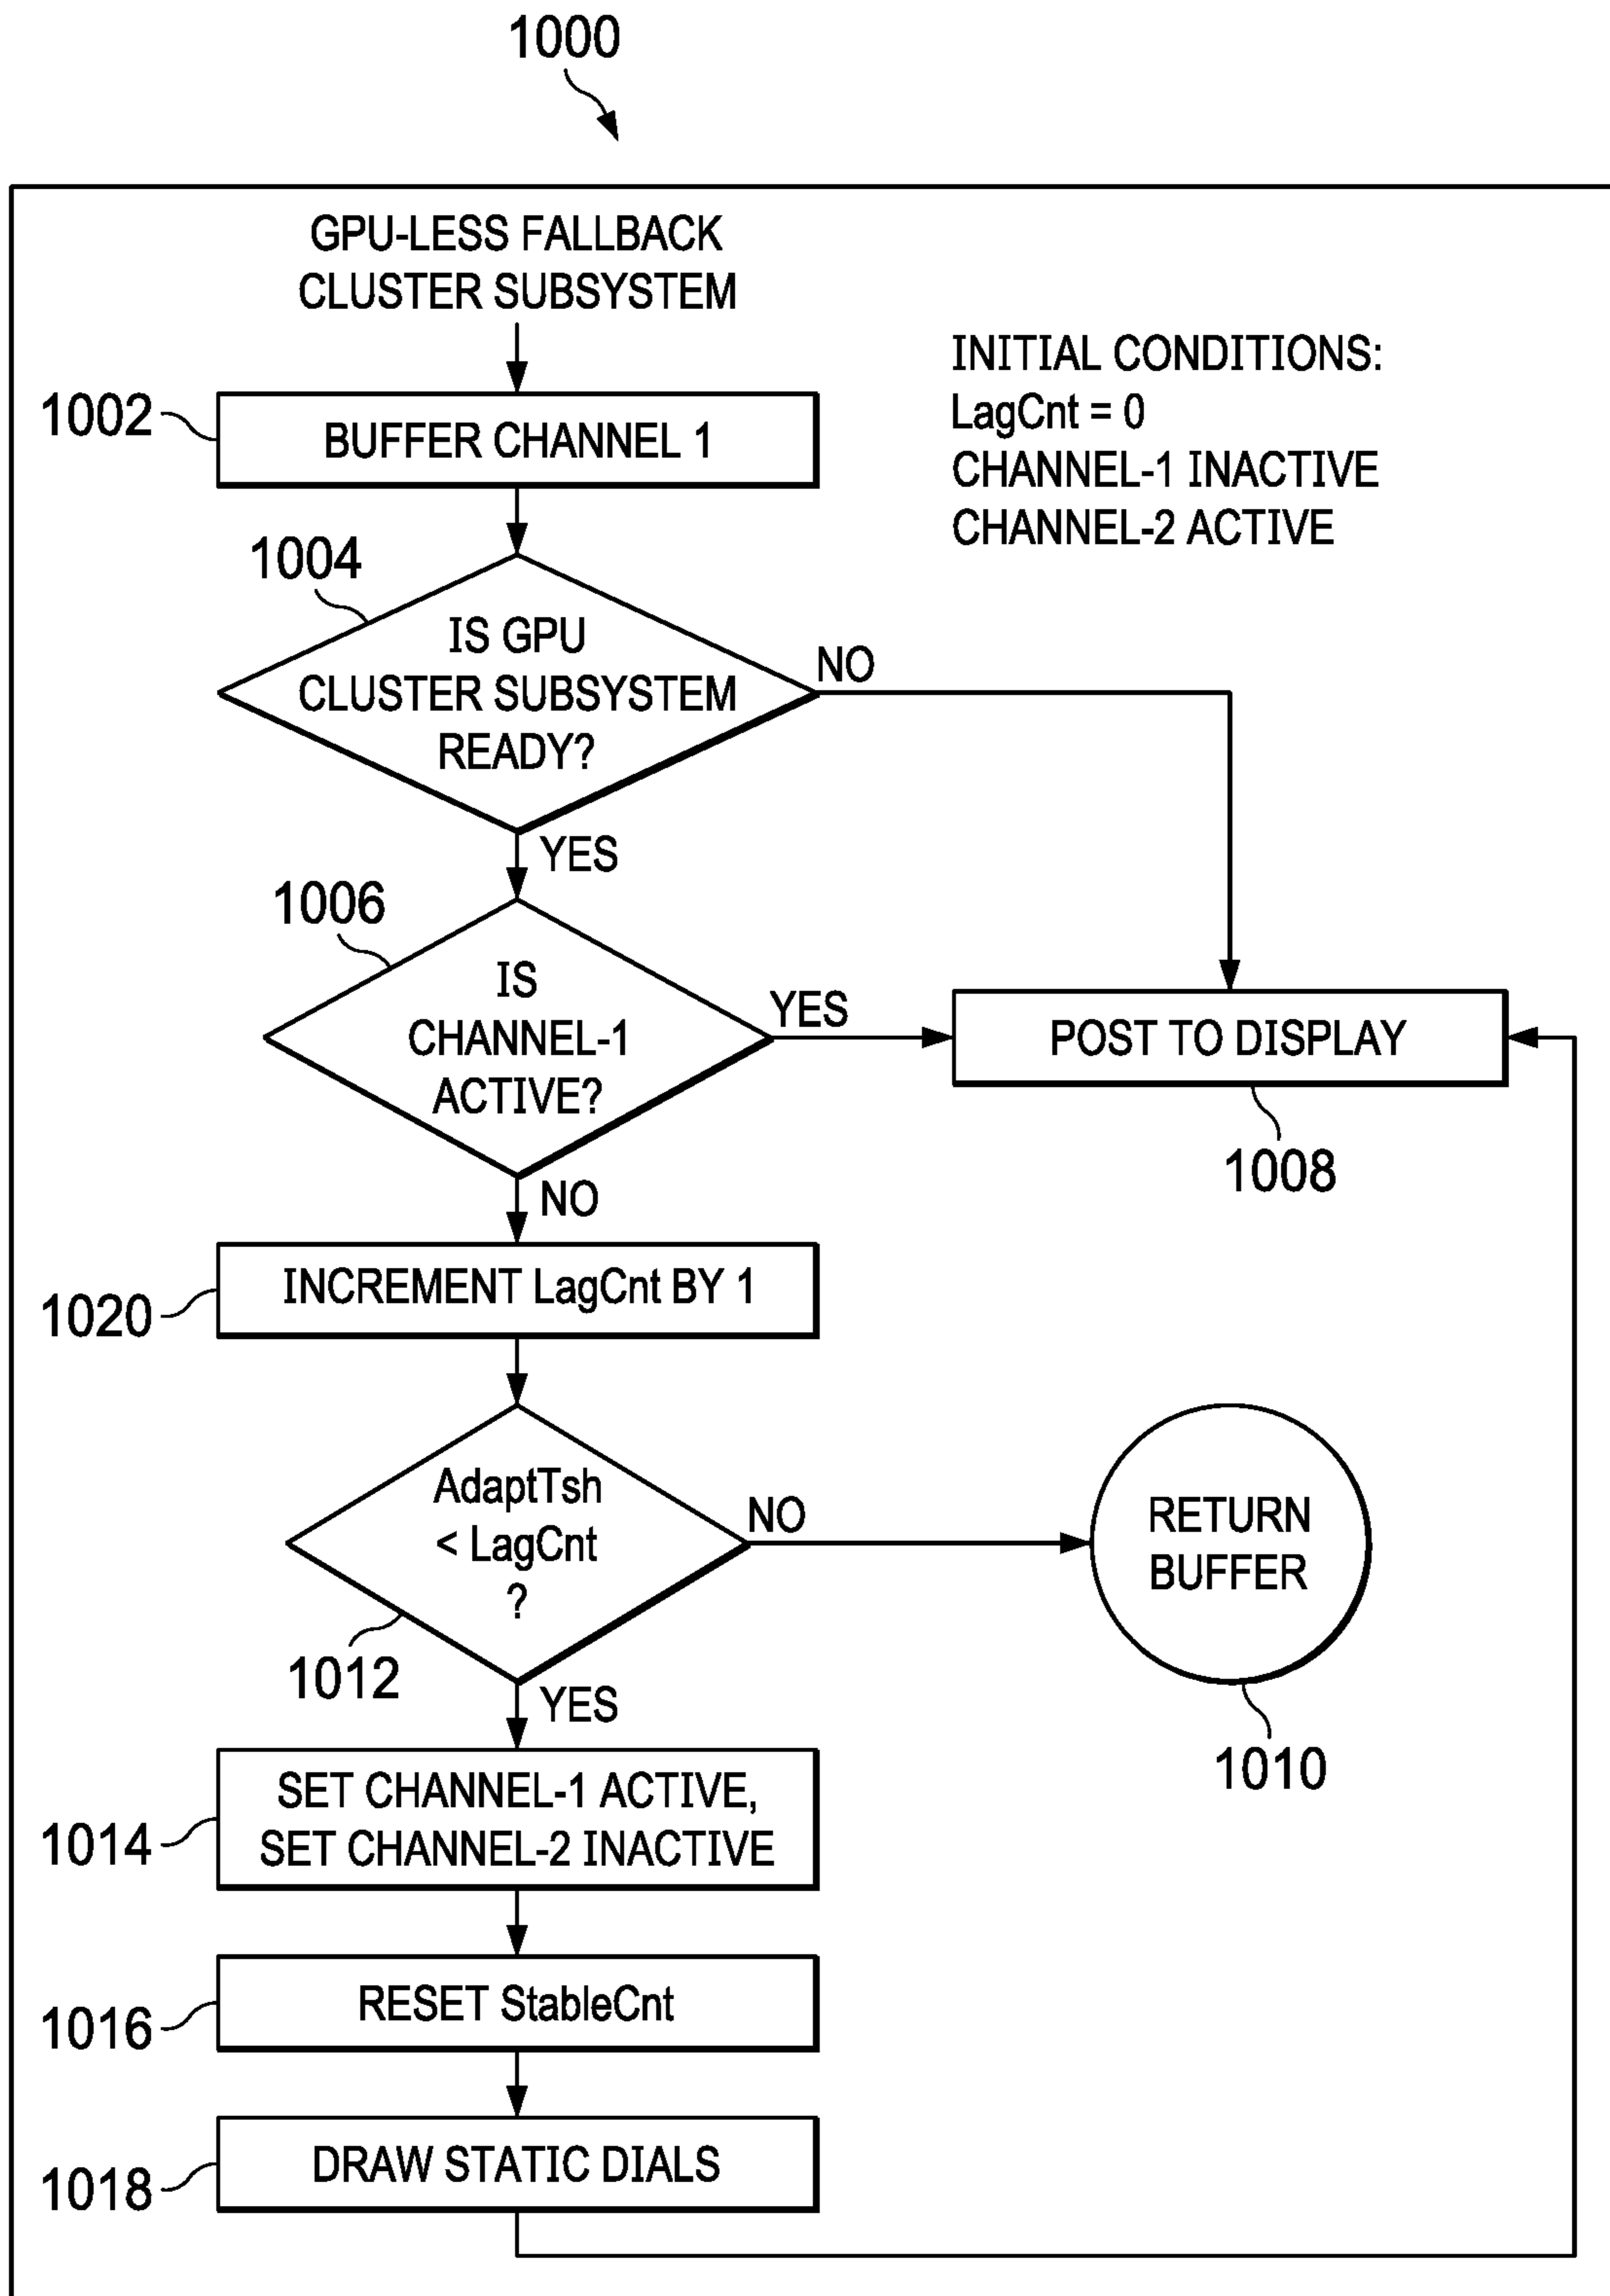 1000
GPU-LESS FALLBACK
CLUSTER SUBSYSTEM
INITIAL CONDITIONS:
LagCnt = 0
CHANNEL-1 INACTIVE
CHANNEL-2 ACTIVE
1002
BUFFER CHANNEL 1
1004
IS GPU
CLUSTER SUBSYSTEM
READY?
NO
YES
1006
IS
CHANNEL-1
ACTIVE?
YES
POST TO DISPLAY
1008
NO
1020
INCREMENT LagCnt BY 1
AdaptTsh
< LagCnt
?
NO
RETURN
BUFFER
1012
1010
YES
1014
SET CHANNEL-1 ACTIVE,
SET CHANNEL-2 INACTIVE
1016
RESET StableCnt
1018
DRAW STATIC DIALS